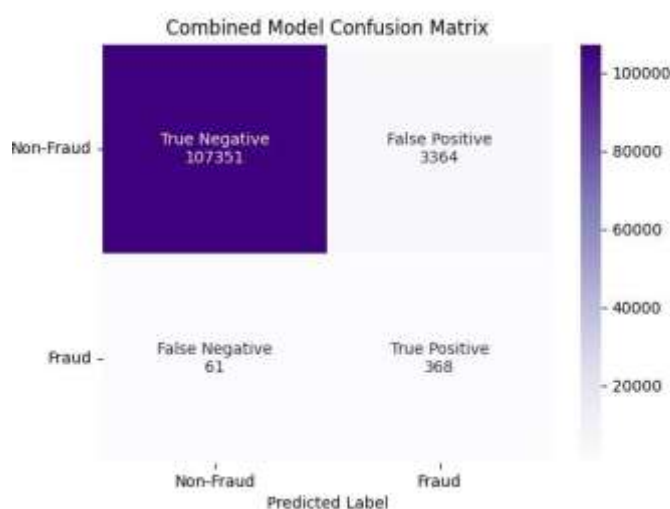 Combined Model Confusion Matrix
True Negative
107351
False Positive
3364
Non-Fraud
False Negative
61
True Positive
368
Fraud
Non-Fraud
Fraud
Predicted Label
100000
80000
60000
40000
20000